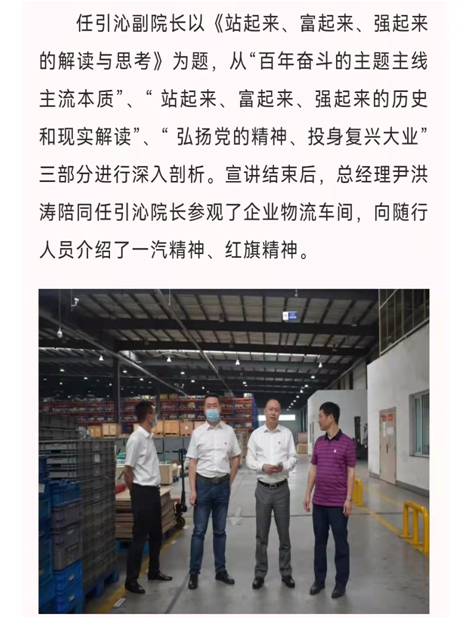 任引沁副院长以《站起来、富起来、强起来
的解读与思考》为题，从“百年奋斗的主题主线
主流本质”、“ 站起来、富起来、强起来的历史
和现实解读”、“ 弘扬党的精神、投身复兴大业”
三部分进行深入剖析。宣讲结束后，总经理尹洪
涛陪同任引沁院长参观了企业物流车间，向随行
人员介绍了一汽精神、红旗精神。